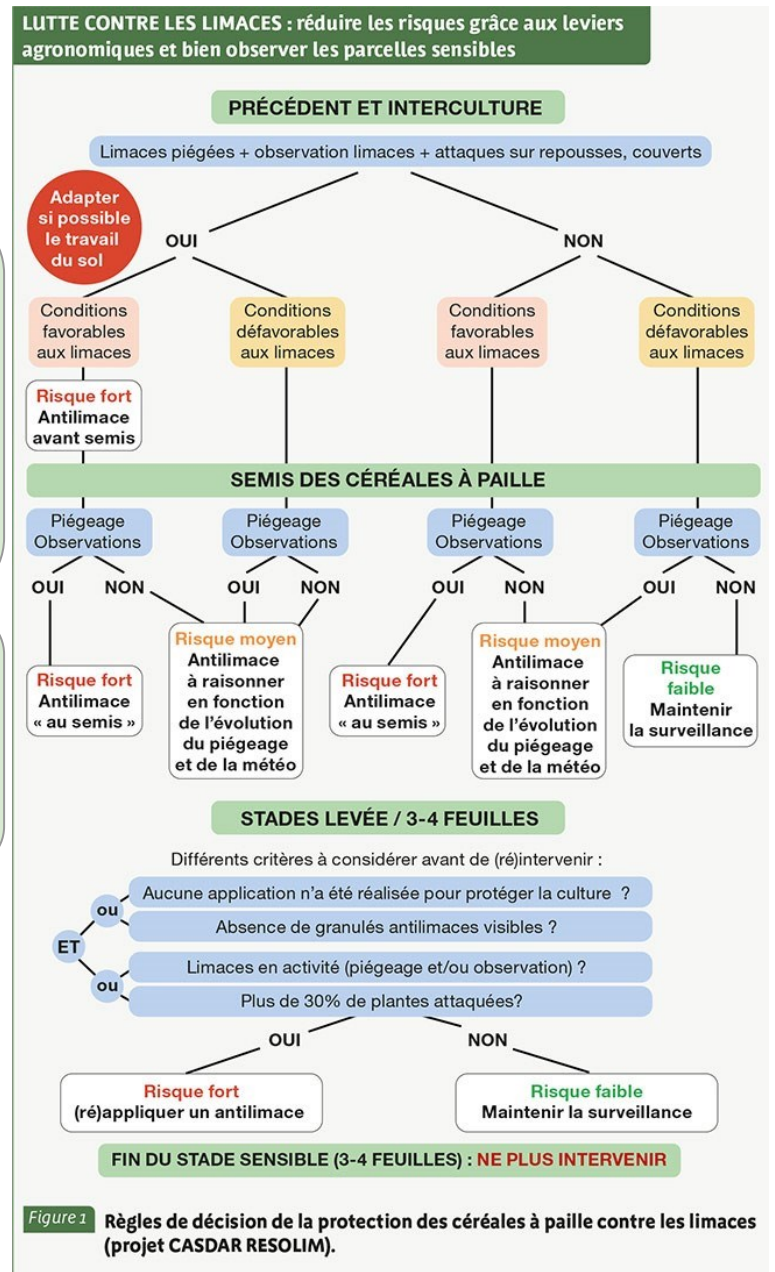 LUTTE CONTRE LES LIMACES : réduire les risques grâce aux leviers
agronomiques et bien observer les parcelles sensibles
PRÉCÉDENT ET INTERCULTURE
Limaces piégées + observation limaces + attaques sur repousses, couverts
Adapter
si possible
le travail
du sol
OUI
NON
Conditions
favorables
aux limaces
Conditions
défavorables
aux limaces
Conditions
favorables
aux limaces
Conditions
défavorables
aux limaces
Risque fort
Antilimace
avant semis
SEMIS DES CÉRÉALES À PAILLE
Piégeage
Observations
Piégeage
Observations
Piégeage
Observations
Piégeage
Observations
OUI NON
OUI NON
OUI NON
OUI NON
Risque fort
Antilimace
« au semis »
Risque moyen
Antilimace
à raisonner
en fonction
de l'évolution
du piégeage
et de la météo
Risque fort
Antilimace
« au semis »
Risque moyen
Antilimace
à raisonner
en fonction
de l'évolution
du piégeage
et de la météo
Risque
faible
Maintenir
la surveillance
STADES LEVÉE / 3-4 FEUILLES
Différents critères à considérer avant de (ré)intervenir :
Aucune application n'a été réalisée pour protéger la culture ?
ou
Absence de granulés antilimaces visibles ?
ET
Limaces en activité (piégeage et/ou observation) ?
ou
Plus de 30% de plantes attaquées?
OUI
NON
Risque fort
(ré)appliquer un antilimace
Risque faible
Maintenir la surveillance
FIN DU STADE SENSIBLE (3-4 FEUILLES) : NE PLUS INTERVENIR
Figure 1 Règles de décision de la protection des céréales à paille contre les limaces
(projet CASDAR RESOLIM).